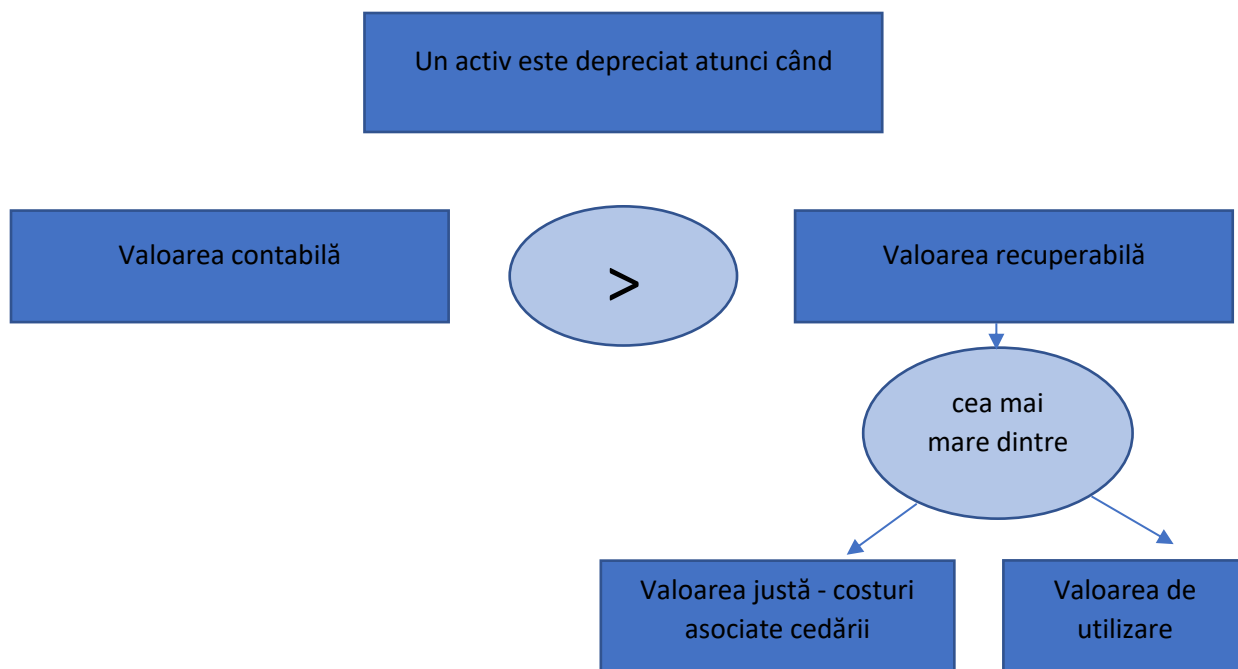 Un activ este depreciat atunci când
Valoarea contabilă
>
Valoarea recuperabilă
cea mai
mare dintre
Valoarea justă - costuri
asociate cedării
Valoarea de
utilizare